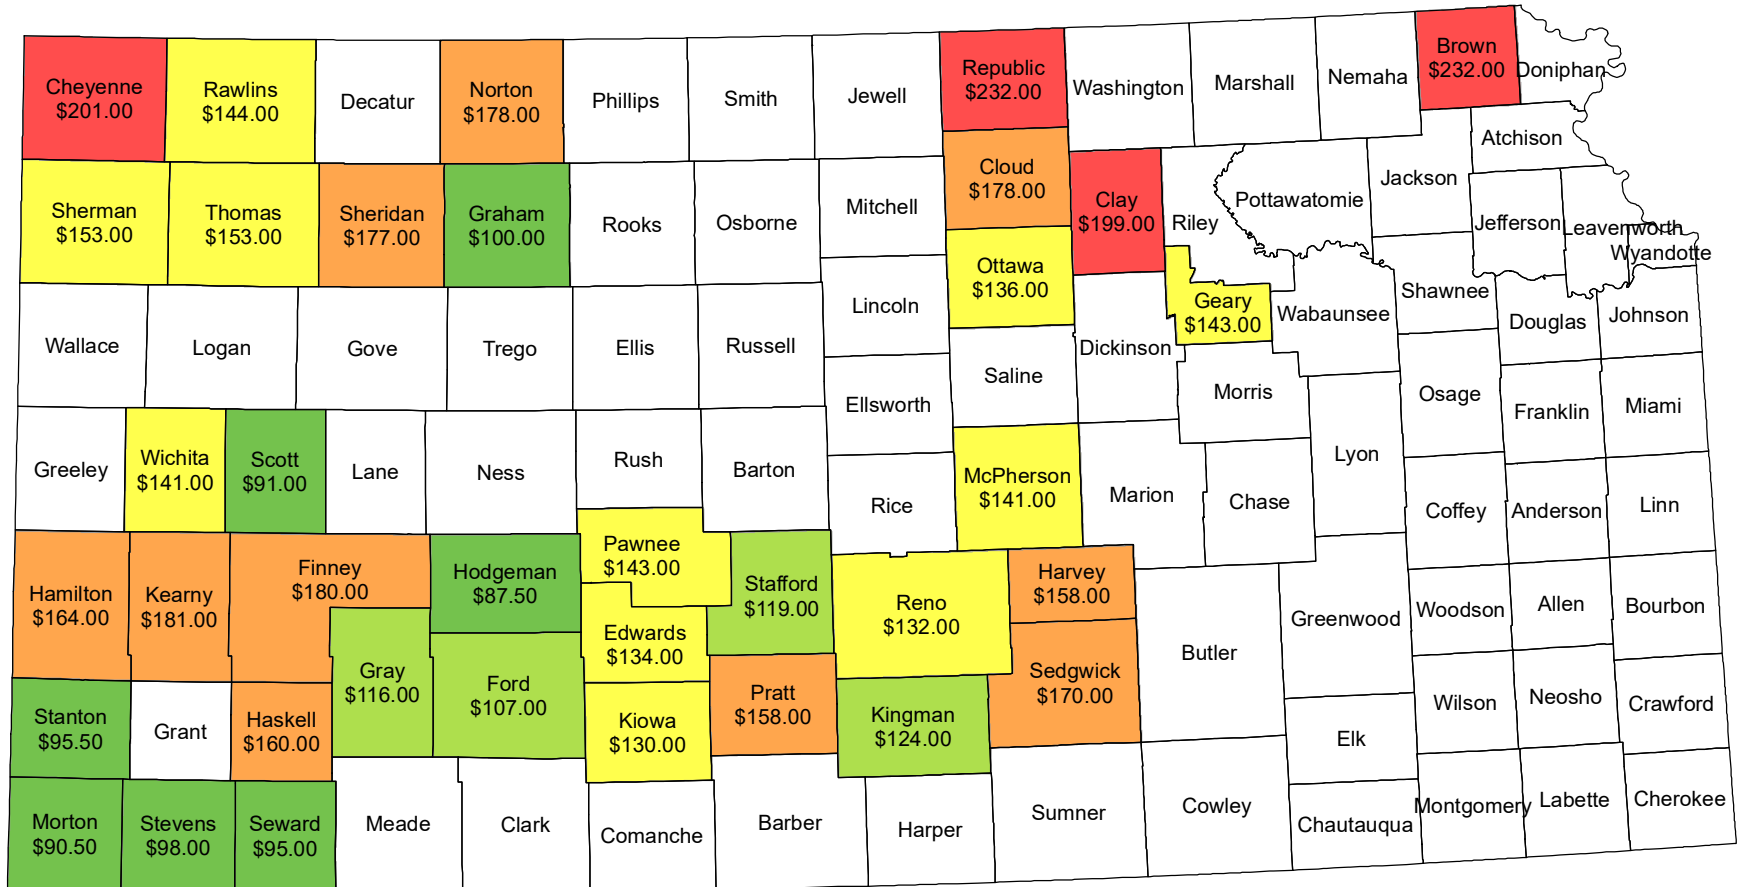 Cheyenne
$201.00
Rawlins
$144.00
Decatur
Norton
$178.00
Phillips
Smith
Jewell
Republic
$232.00
Washington
Marshall
Nemaha
Brown
$232.00
Doniphan
Atchison
Sherman
$153.00
Thomas
$153.00
Sheridan
$177.00
Graham
$100.00
Rooks
Osborne
Mitchell
Cloud
$178.00
Clay
$199.00
Riley
Pottawatomie
Jackson
Jefferson
Leavenworth
Wyandotte
Ottawa
$136.00
Geary
$143.00
Wabaunsee
Shawnee
Douglas
Johnson
Wallace
Logan
Gove
Trego
Ellis
Russell
Lincoln
Saline
Dickinson
Morris
Osage
Franklin
Miami
Greeley
Wichita
$141.00
Scott
$91.00
Lane
Ness
Rush
Barton
Ellsworth
Rice
McPherson
$141.00
Marion
Chase
Lyon
Coffey
Anderson
Linn
Hamilton
$164.00
Kearny
$181.00
Finney
$180.00
Hodgeman
$87.50
Pawnee
$143.00
Stafford
$119.00
Edwards
$134.00
Reno
$132.00
Harvey
$158.00
Sedgwick
$170.00
Butler
Greenwood
Woodson
Allen
Bourbon
Gray
$116.00
Ford
$107.00
Kiowa
$130.00
Pratt
$158.00
Kingman
$124.00
Elk
Wilson
Neosho
Crawford
Stanton
$95.50
Grant
Haskell
$160.00
Morton
$90.50
Stevens
$98.00
Seward
$95.00
Meade
Clark
Comanche
Barber
Harper
Sumner
Cowley
Chautauqua
Montgomery
Labette
Cherokee